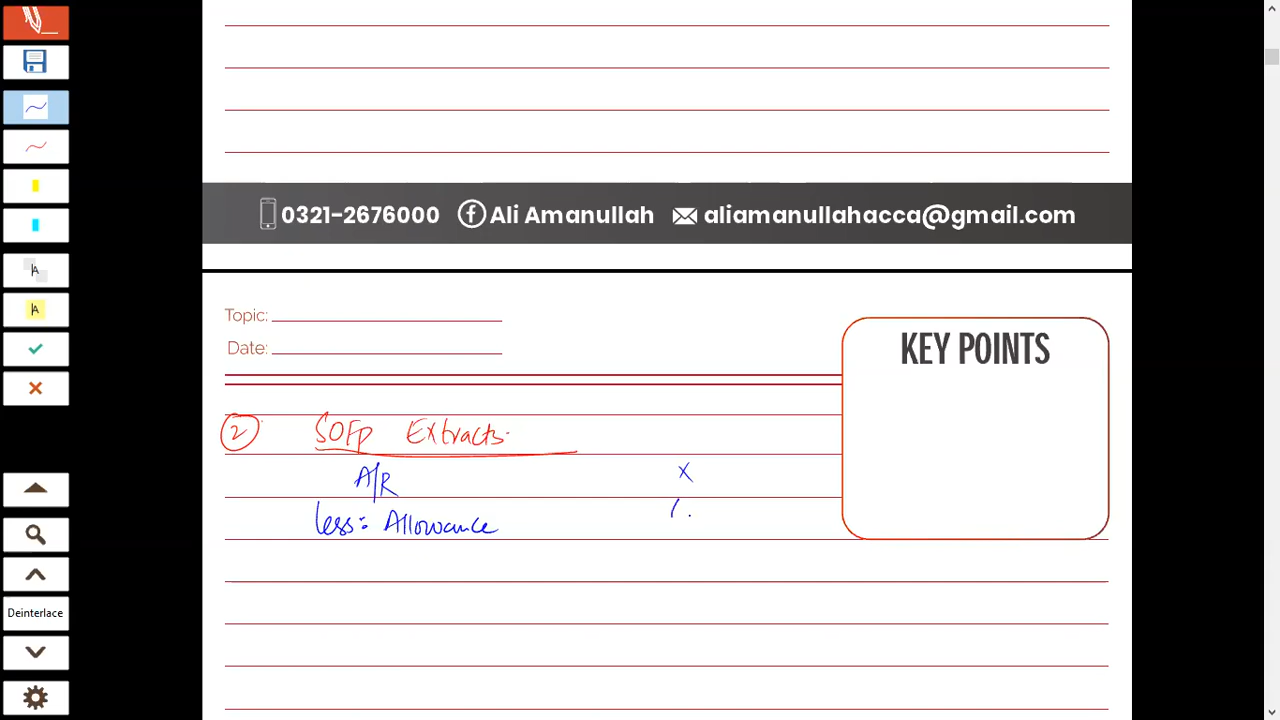 0321-2676000 Ali Amanullah aliamanullahacca@gmail.com
Topic:
Date:
KEY POINTS
2 SOFP Extracts
A/R X
less: Allowance (
Deinterlace